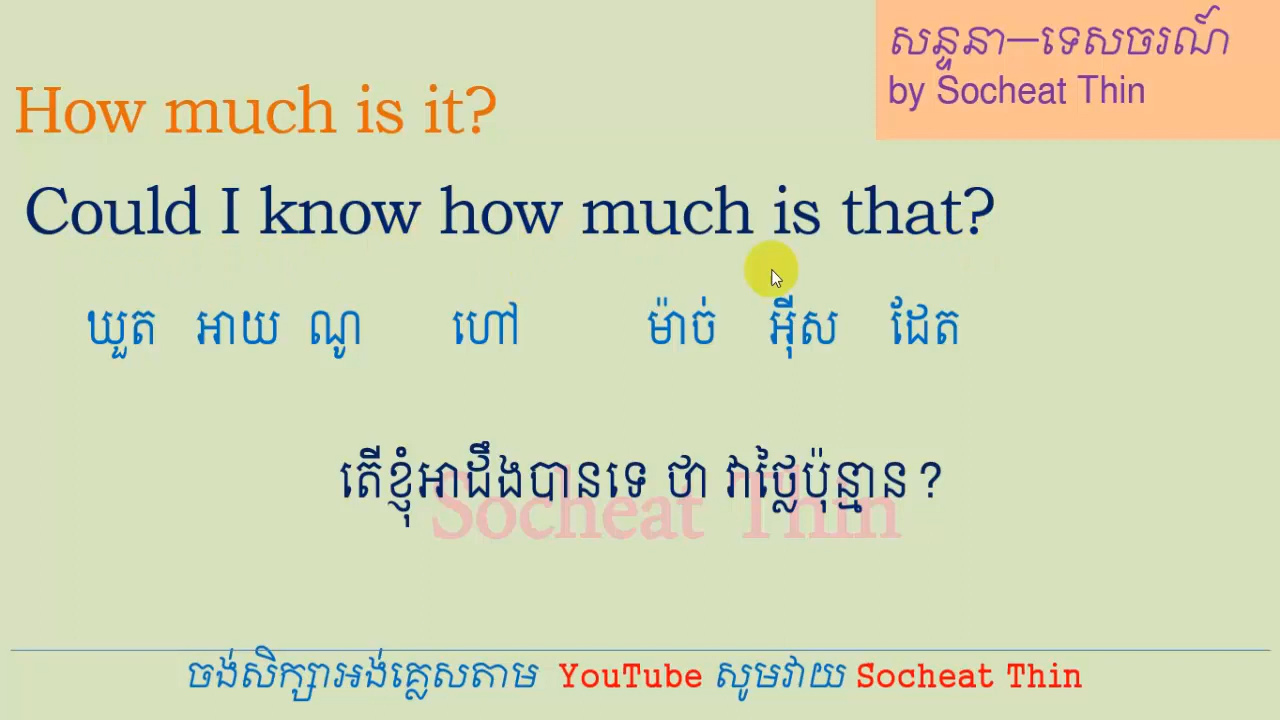 សន្ទនា–ទេសចរណ៍
by Socheat Thin
How much is it?
Could I know how much is that?
ឃួត អាយ ណូ ហៅ ម៉ាច់ អ៊ីស ដែត
តើខ្ញុំអាដឹងបានទេ ថា វាថ្លៃប៉ុន្មាន?
Socheat Thin
ចង់សិក្សាអង់គ្លេសតាម YouTube សូមវាយ Socheat Thin